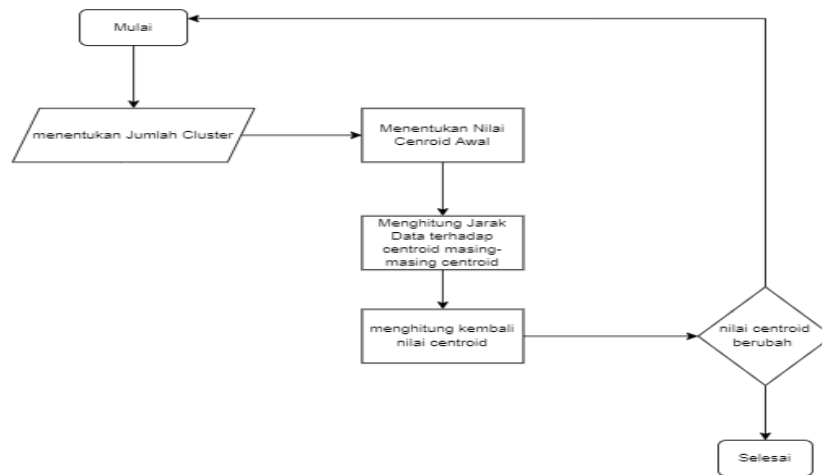 Mulai
menentukan Jumlah Cluster
Menentukan Nilai
Cenroid Awal
Menghitung Jarak
Data terhadap
centroid masing-
masing centroid
menghitung kembali
nilai centroid
nilai centroid
berubah
Selesai